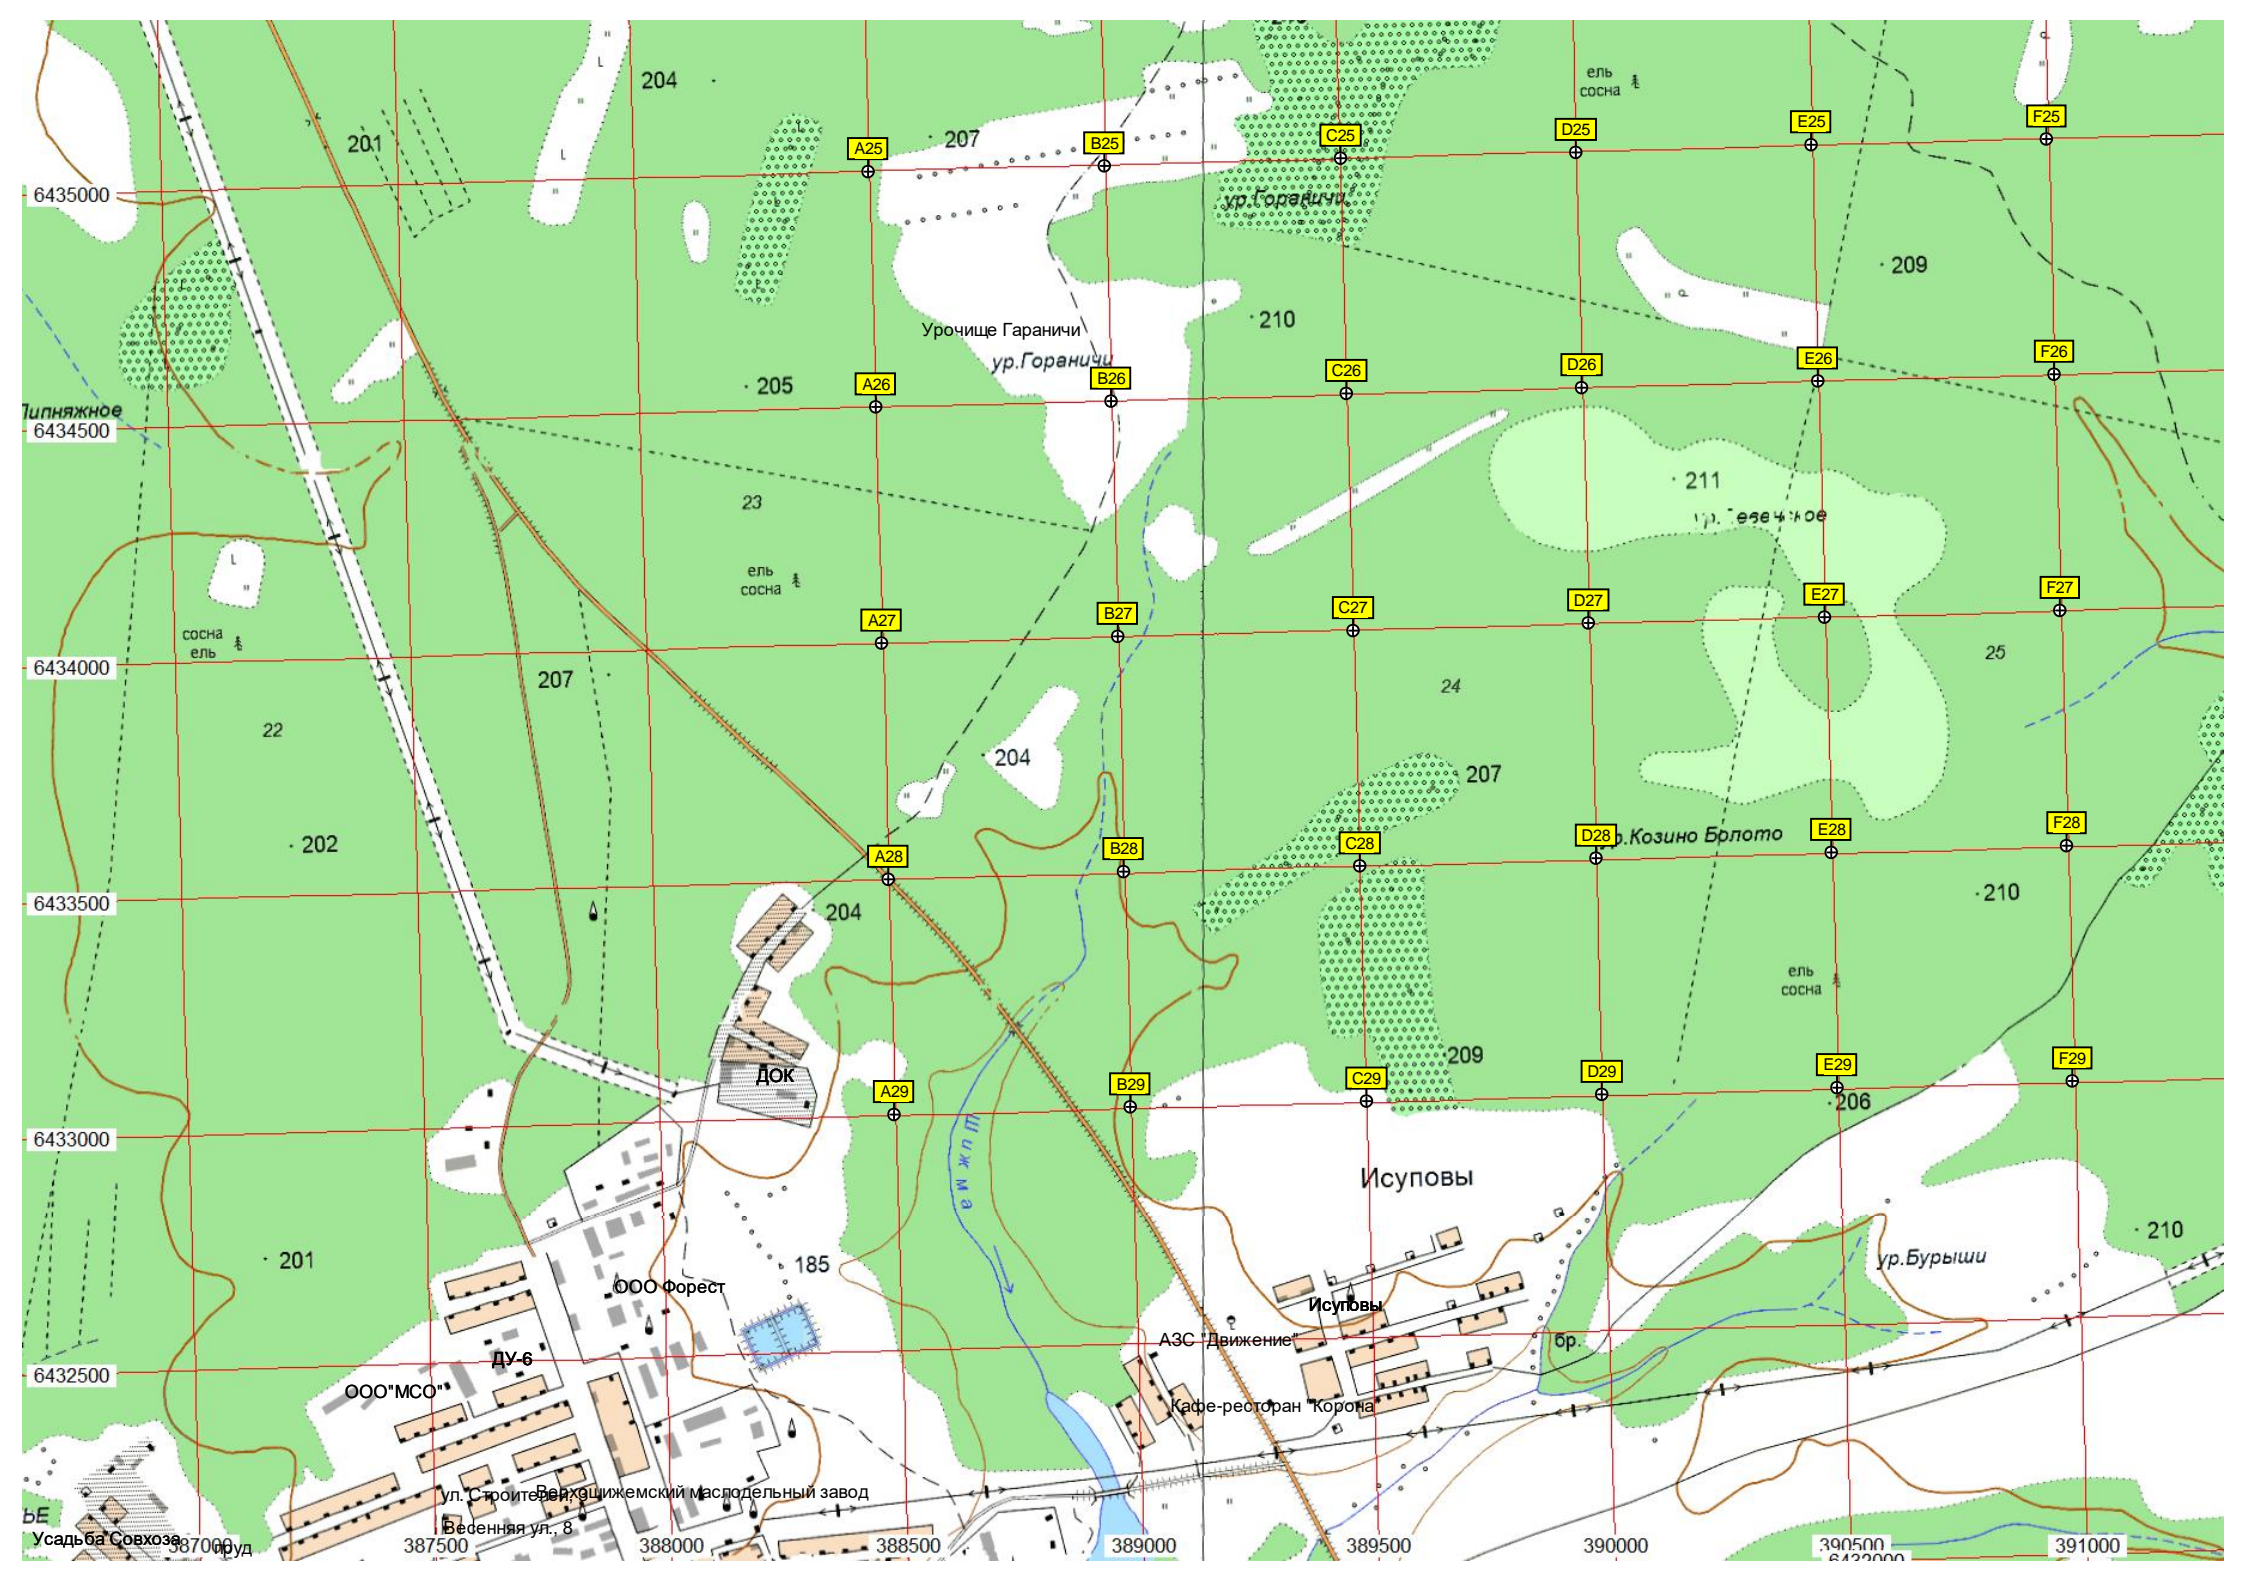 204
ель
сосна
201
207
A25
B25
C25
D25
E25
F25
6435000
ур.Гораничи
209
210
Урочище Гараничи
ур.Гораничи
205
A26
B26
C26
D26
E26
F26
6434500
211
23
ель
сосна
A27
B27
C27
D27
E27
F27
сосна
ель
6434000
207
25
24
22
204
207
202
A28
B28
C28
D28
ур.Козино Болото
E28
F28
6433500
204
210
ель
сосна
209
ДОК
A29
B29
C29
D29
E29
F29
206
6433000
Шижма
Исуповы
201
185
210
ур.Бурыши
ООО Форест
Исуповы
АЗС "Движение"
бр.
ДУ-6
6432500
ООО"МСО"
Кафе-ресторан "Корона
ул. Строителей, 3
Верхошижемский маслодельный завод
ЬЕ
Весенняя ул., 8
Усадьба Совхоза
387000
пруд
387500
388000
388500
389000
389500
390000
390500
391000
6432000